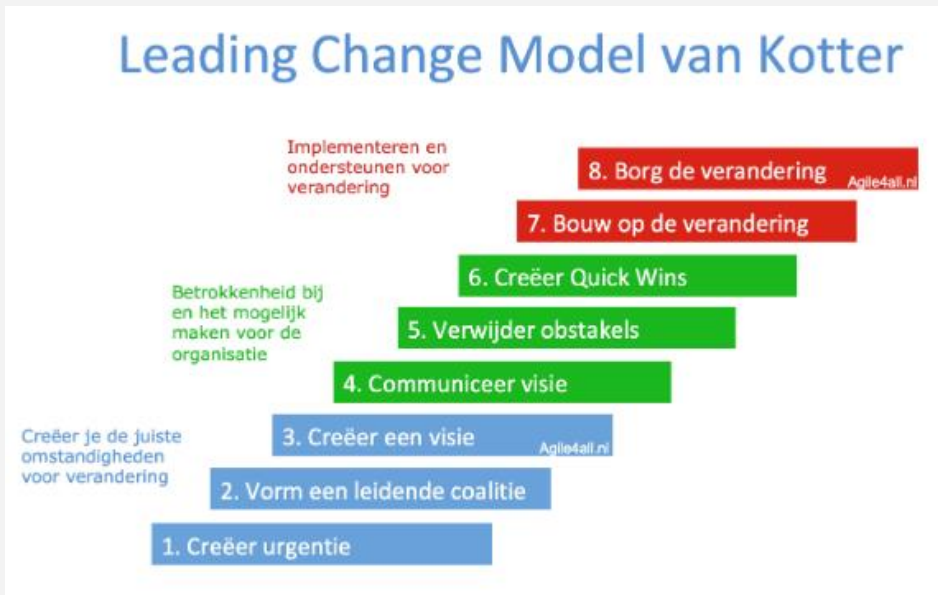 Leading Change Model van Kotter
Implementeren en
ondersteunen voor
verandering
8. Borg de verandering
Agile4all.nl
7. Bouw op de verandering
6. Creëer Quick Wins
Betrokkenheid bij
en het mogelijk
maken voor de
organisatie
5. Verwijder obstakels
4. Communiceer visie
Creëer je de juiste
omstandigheden
voor verandering
3. Creëer een visie
Agile4all.nl
2. Vorm een leidende coalitie
1. Creëer urgentie